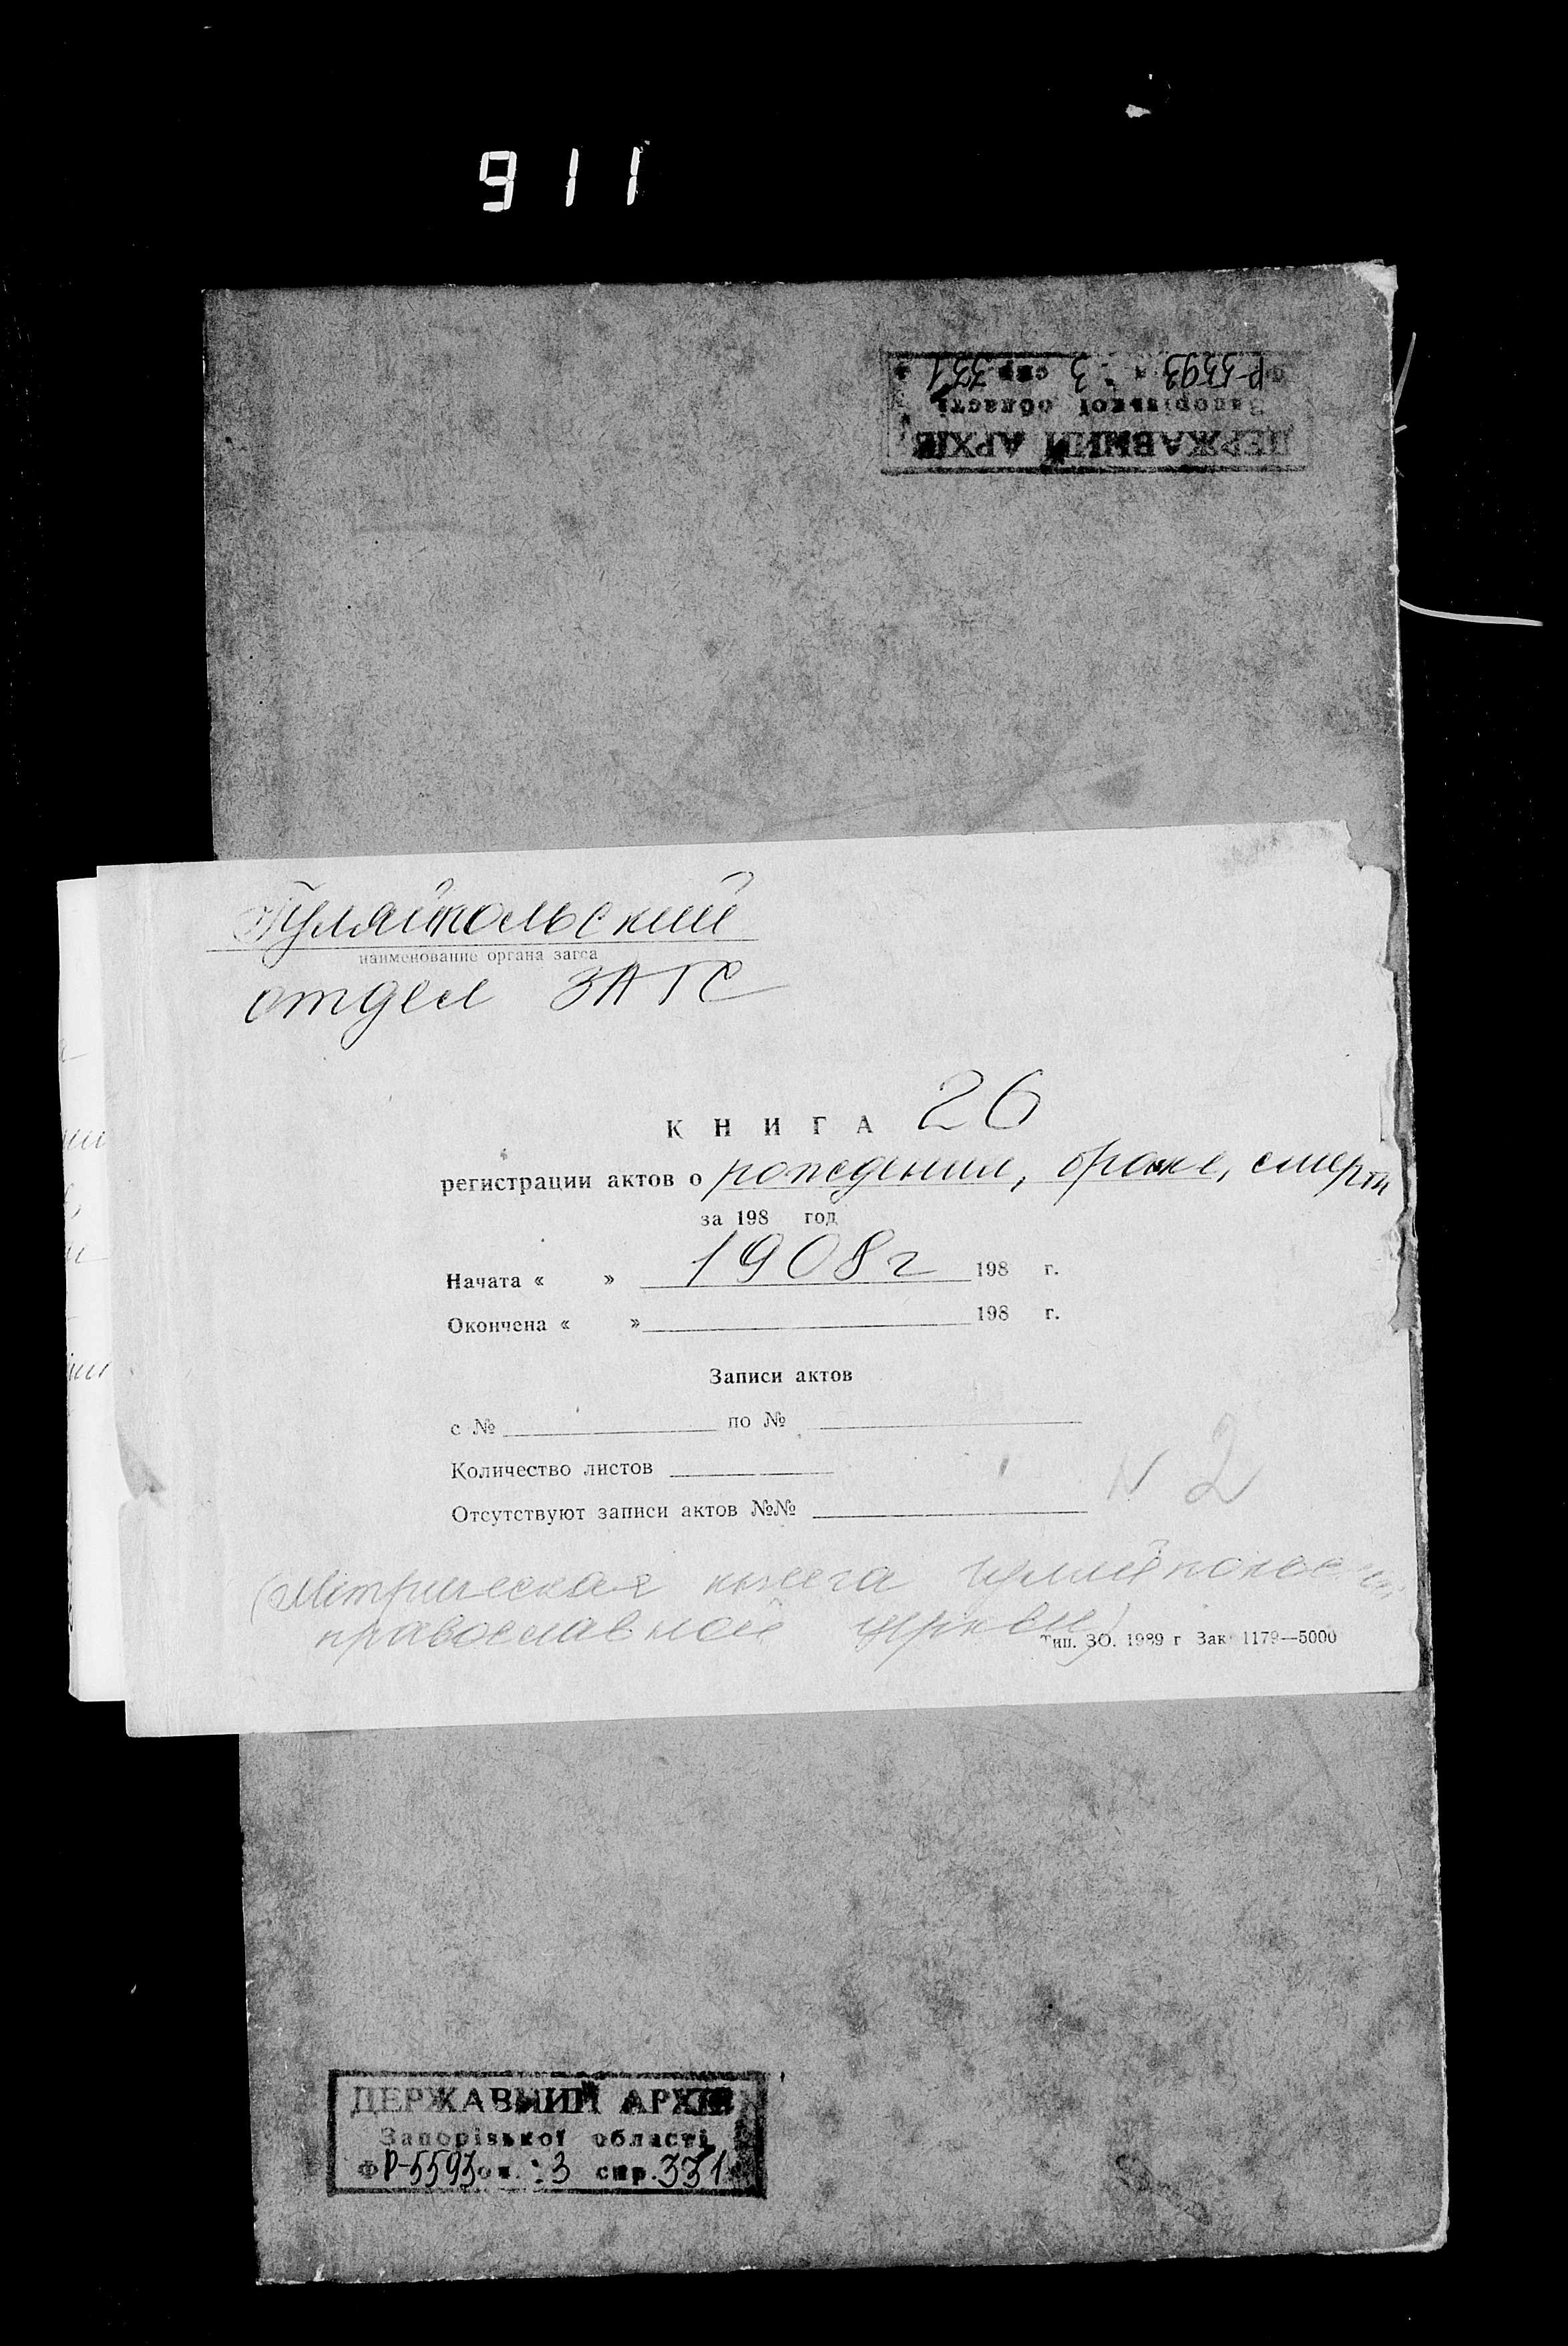 911
ДЕРЖАВНИЙ АРХІВ
Запорізької області
Ф. Р-5593 оп. 3 спр. 331
Гуляйпольский
наименование органа загса
отдел ЗАГС
КНИГА 26
регистрации актов о рождении, браке, смерти
за 198 год
Начата « » 1908 г 198 г.
Окончена « » 198 г.
Записи актов
с № по №
Количество листов
Отсутствуют записи актов №№
N 2
(Метрическая книга
православной церкви)
Тип. ЗО. 1989 г Зак 1179—5000
ДЕРЖАВНИЙ АРХІВ
Запорізької області
Ф Р-5593 оп. 3 спр. 331